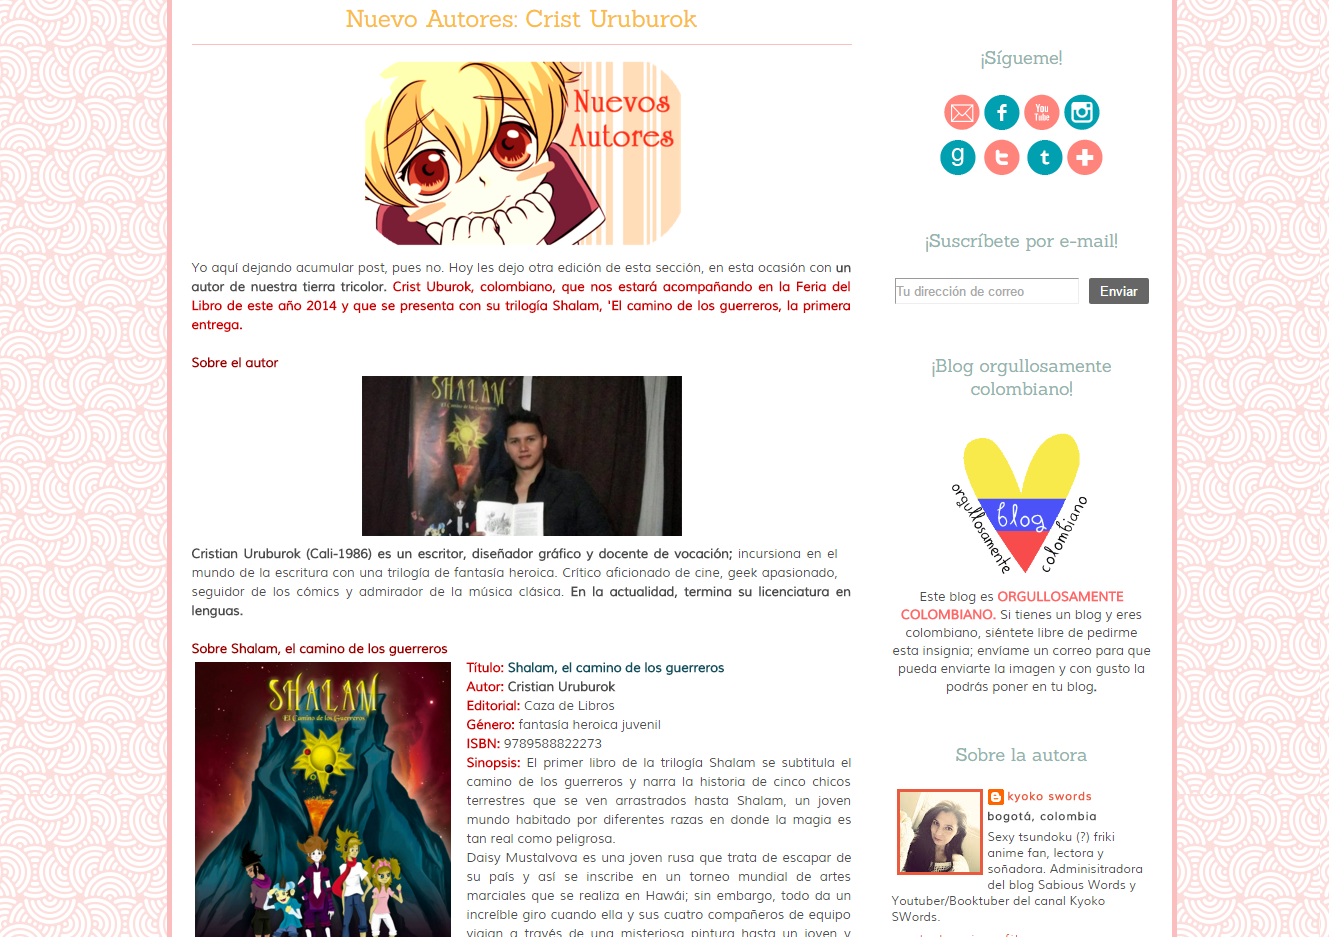 Nuevo Autores: Crist Uruburok
Nuevos
Autores
Yo aquí dejando acumular post, pues no. Hoy les dejo otra edición de esta sección, en esta ocasión con un
autor de nuestra tierra tricolor. Crist Uburok, colombiano, que nos estará acompañando en la Feria del
Libro de este año 2014 y que se presenta con su trilogía Shalam, 'El camino de los guerreros, la primera
entrega.
Sobre el autor
SHALAM
El Camino de los Guerreros
Cristian Uruburok (Cali-1986) es un escritor, diseñador gráfico y docente de vocación; incursiona en el
mundo de la escritura con una trilogía de fantasía heroica. Crítico aficionado de cine, geek apasionado,
seguidor de los cómics y admirador de la música clásica. En la actualidad, termina su licenciatura en
lenguas.
Sobre Shalam, el camino de los guerreros
SHALAM
El Camino de los Guerreros
Título: Shalam, el camino de los guerreros
Autor: Cristian Uruburok
Editorial: Caza de Libros
Género: fantasía heroica juvenil
ISBN: 9789588822273
Sinopsis: El primer libro de la trilogía Shalam se subtitula el
camino de los guerreros y narra la historia de cinco chicos
terrestres que se ven arrastrados hasta Shalam, un joven
mundo habitado por diferentes razas en donde la magia es
tan real como peligrosa.
Daisy Mustalvova es una joven rusa que trata de escapar de
su país y así se inscribe en un torneo mundial de artes
marciales que se realiza en Hawái; sin embargo, todo da un
increíble giro cuando ella y sus cuatro compañeros de equipo
viajan a través de una misteriosa pintura hasta un joven y
¡Sígueme!
f
You
Tube
g
t
t
¡Suscríbete por e-mail!
Tu dirección de correo
Enviar
¡Blog orgullosamente
colombiano!
orgullosamente
blog
colombiano
Este blog es ORGULLOSAMENTE
COLOMBIANO. Si tienes un blog y eres
colombiano, siéntete libre de pedirme
esta insignia; envíame un correo para que
pueda enviarte la imagen y con gusto la
podrás poner en tu blog.
Sobre la autora
kyoko swords
bogotá, colombia
Sexy tsundoku (?) friki
anime fan, lectora y
soñadora. Adminisitradora
del blog Sabious Words y
Youtuber/Booktuber del canal Kyoko
SWords.